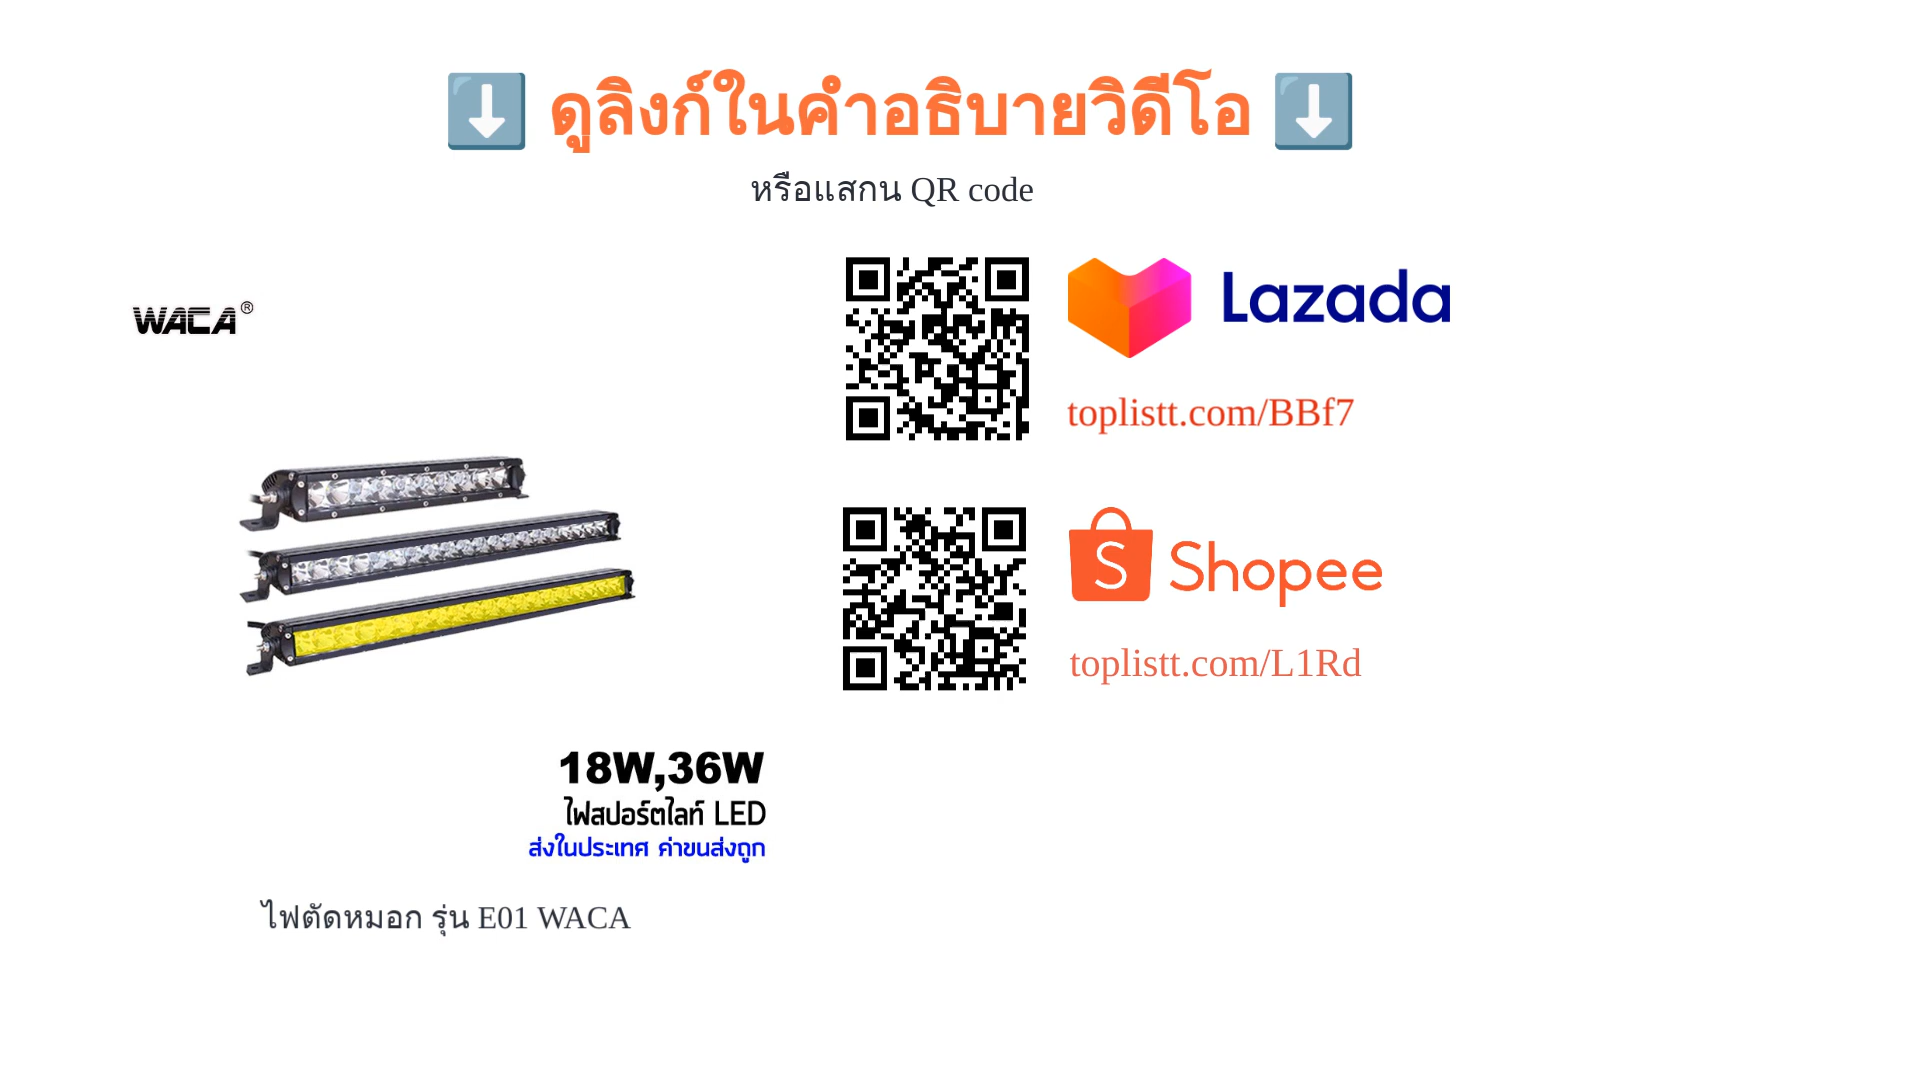 ⬇️ ดูลิงก์ในคำอธิบายวิดีโอ ⬇️
หรือแสกน QR code
WACA®
Lazada
toplistt.com/BBf7
Shopee
toplistt.com/L1Rd
18W,36W
ไฟสปอร์ตไลท์ LED
ส่งในประเทศ ค่าขนส่งถูก
ไฟตัดหมอก รุ่น E01 WACA